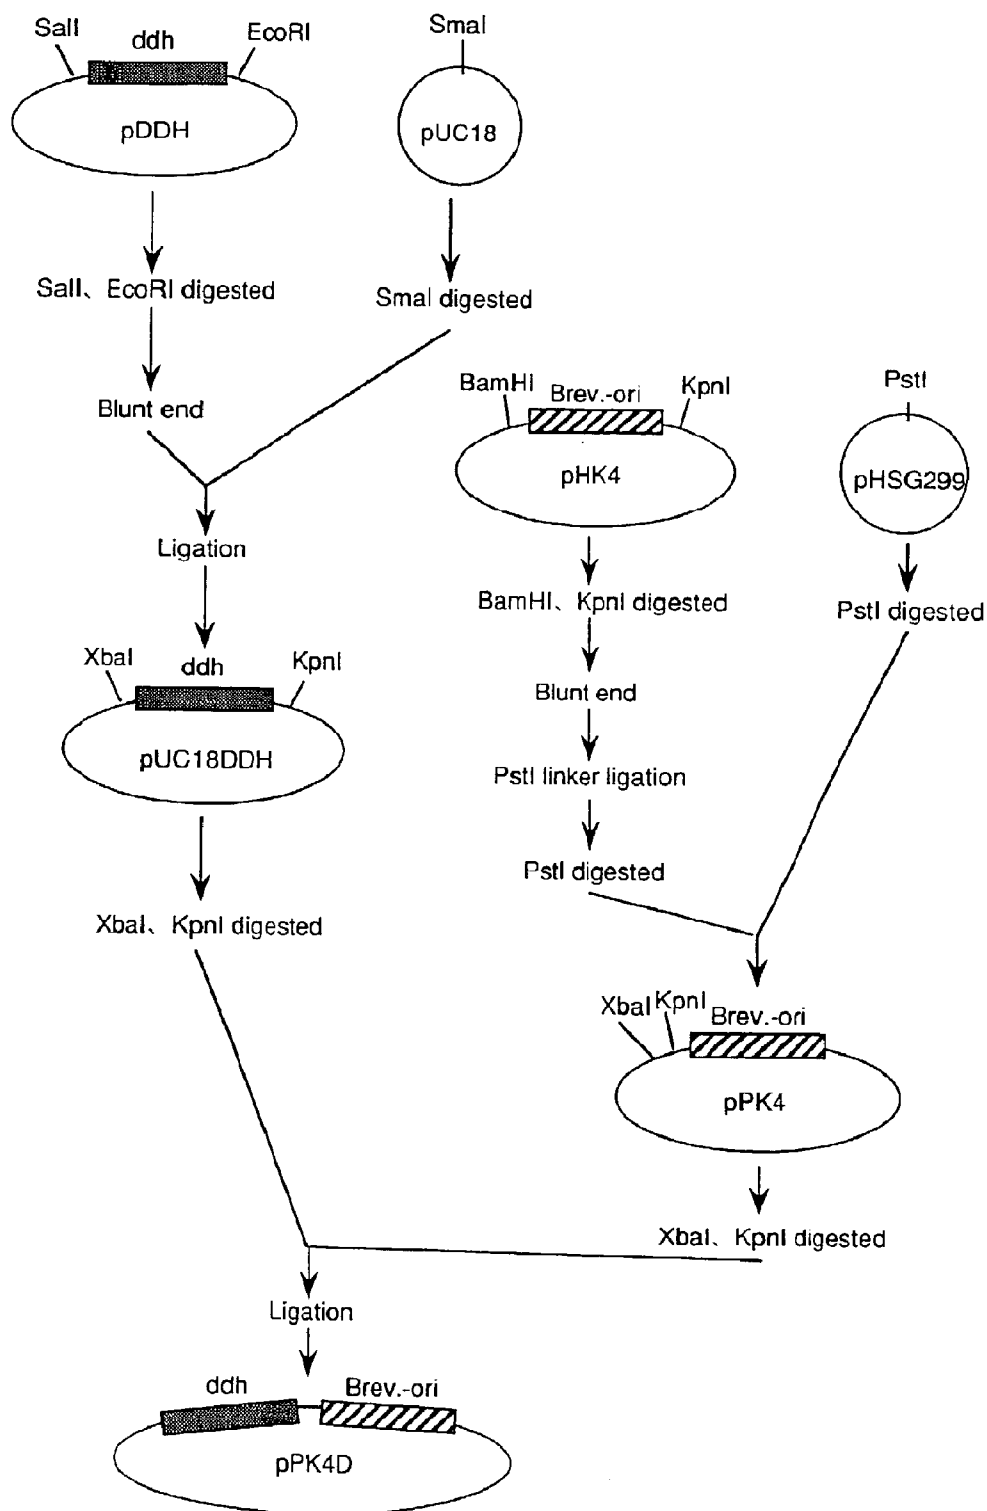 SalI
ddh
EcoRI
pDDH
SmaI
pUC18
SalI、EcoRI digested
SmaI digested
Blunt end
Ligation
BamHI
Brev.-ori
KpnI
pHK4
PstI
pHSG299
BamHI、KpnI digested
PstI digested
Blunt end
PstI linker ligation
PstI digested
XbaI
ddh
KpnI
pUC18DDH
XbaI、KpnI digested
XbaI
KpnI
Brev.-ori
pPK4
XbaI、KpnI digested
Ligation
ddh
Brev.-ori
pPK4D